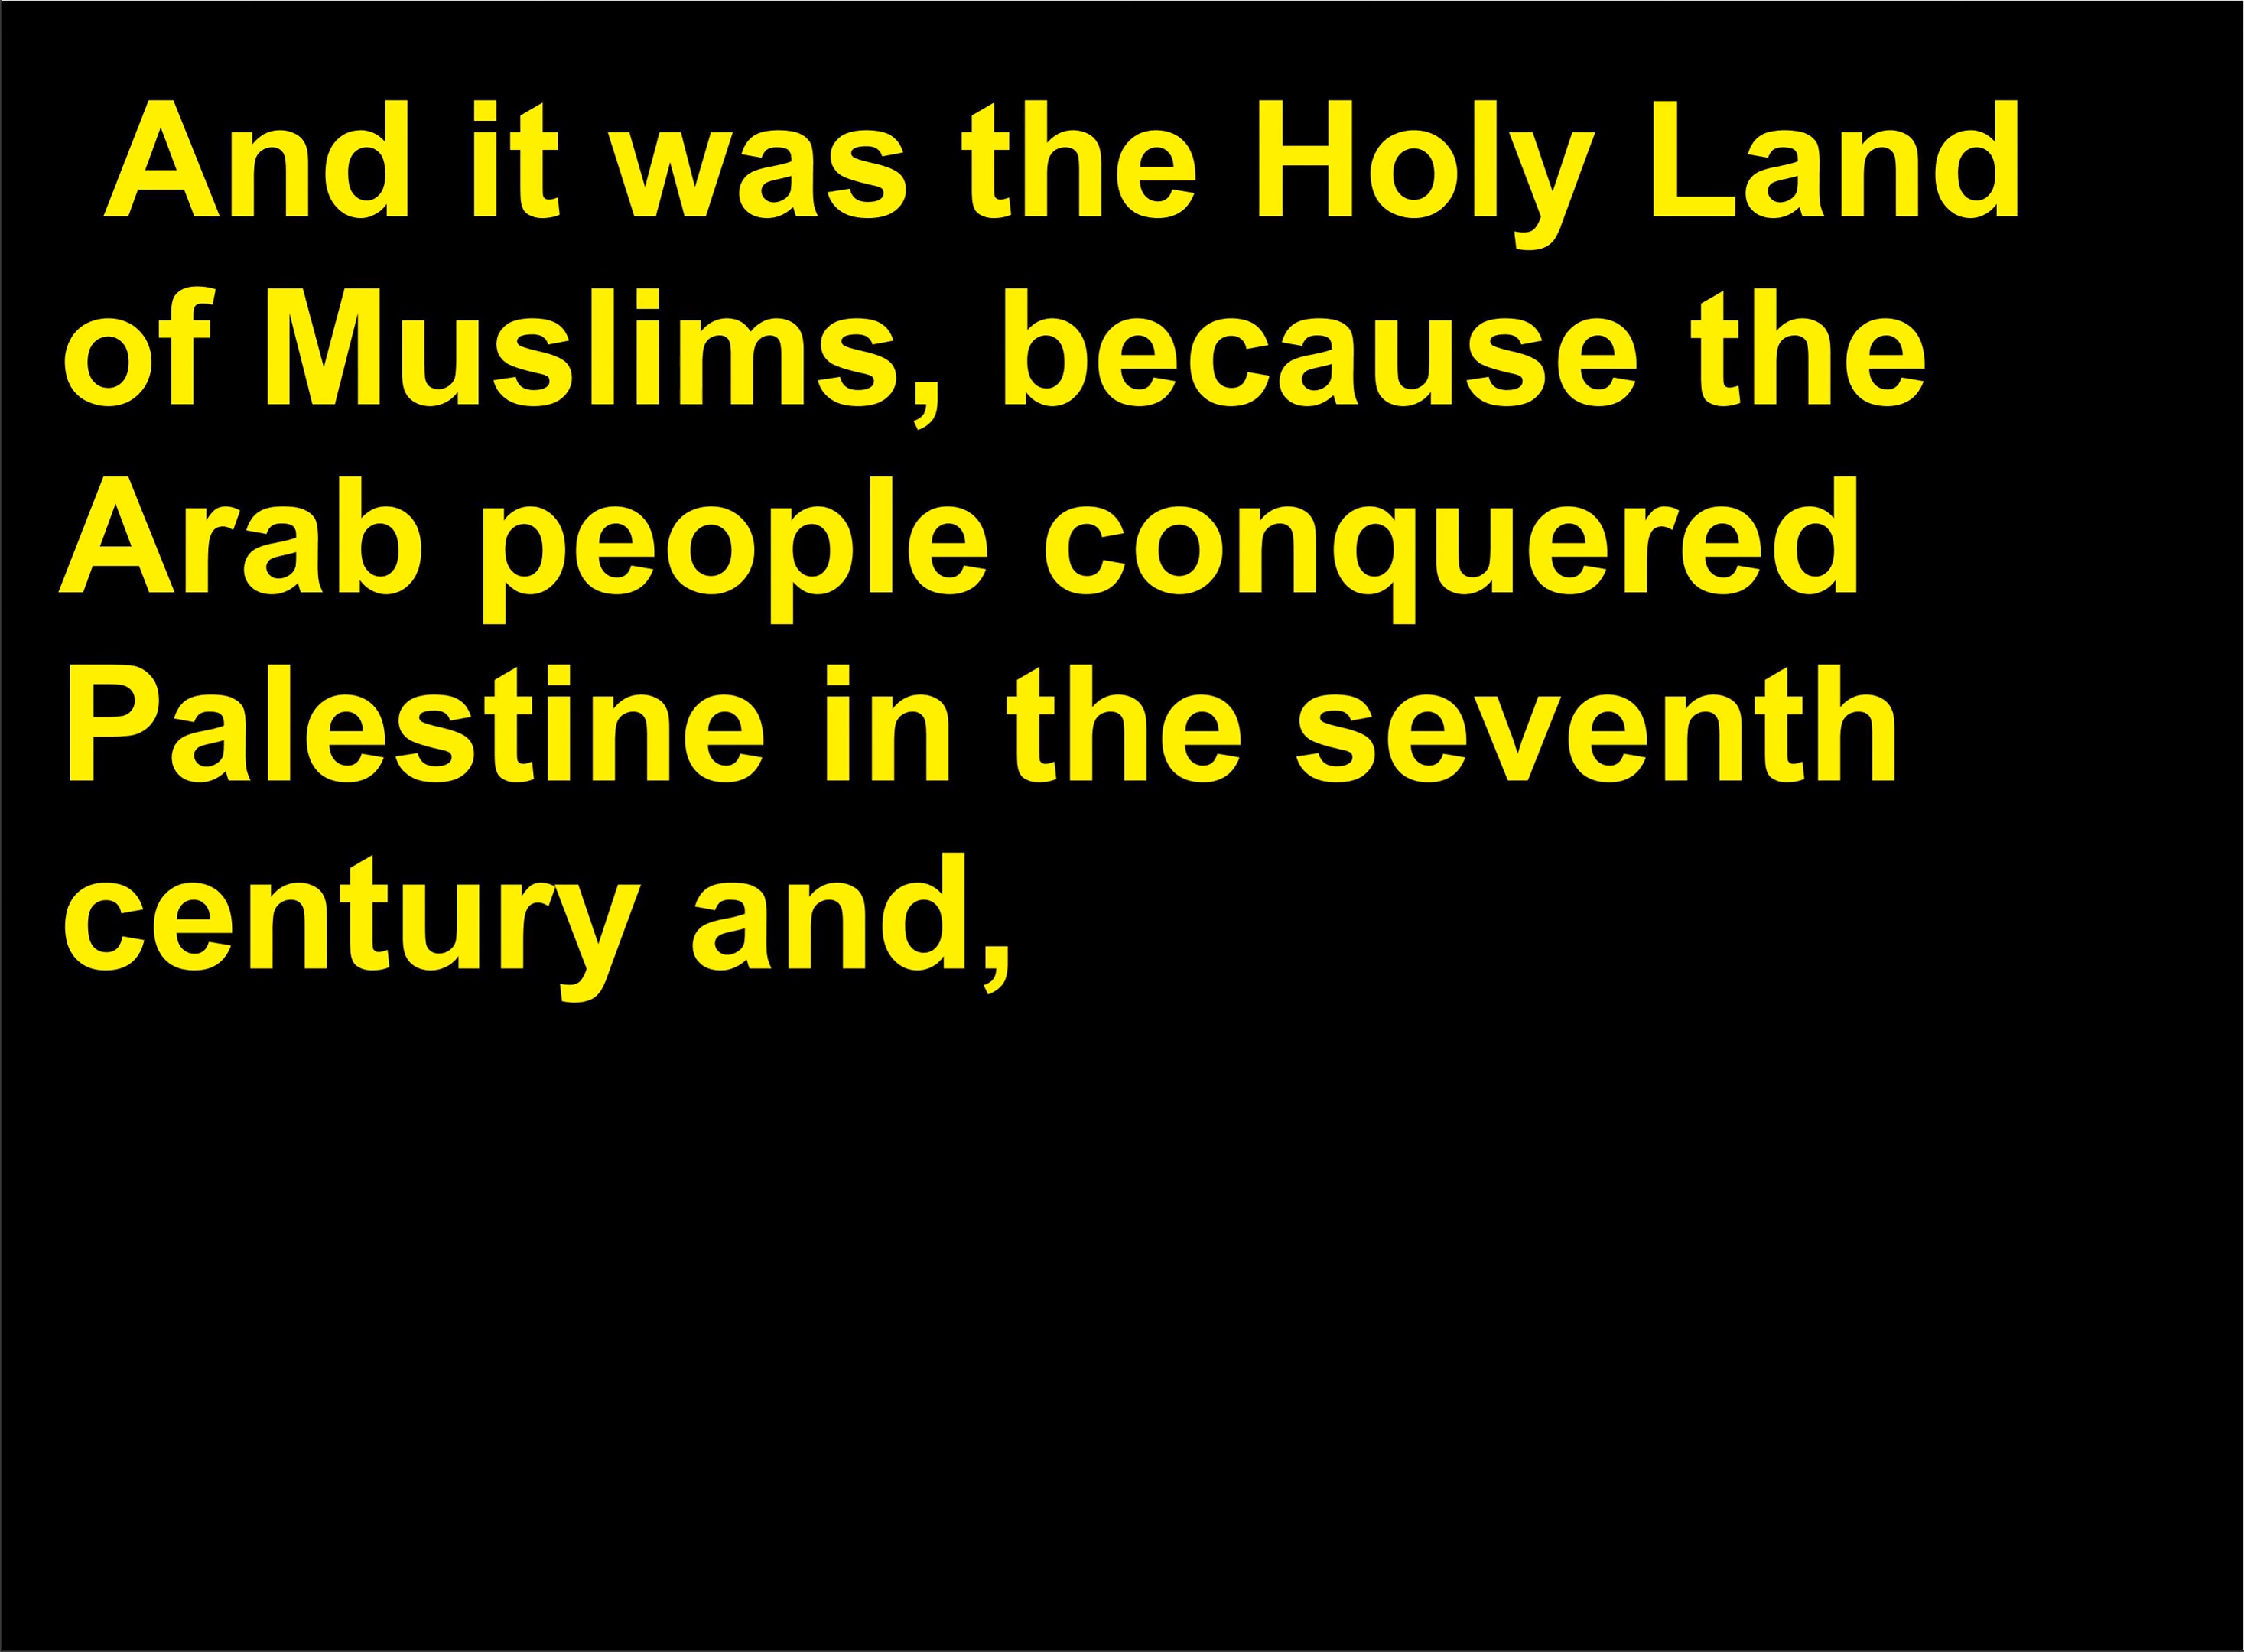 And it was the Holy Land
of Muslims, because the
Arab people conquered
Palestine in the seventh
century and,